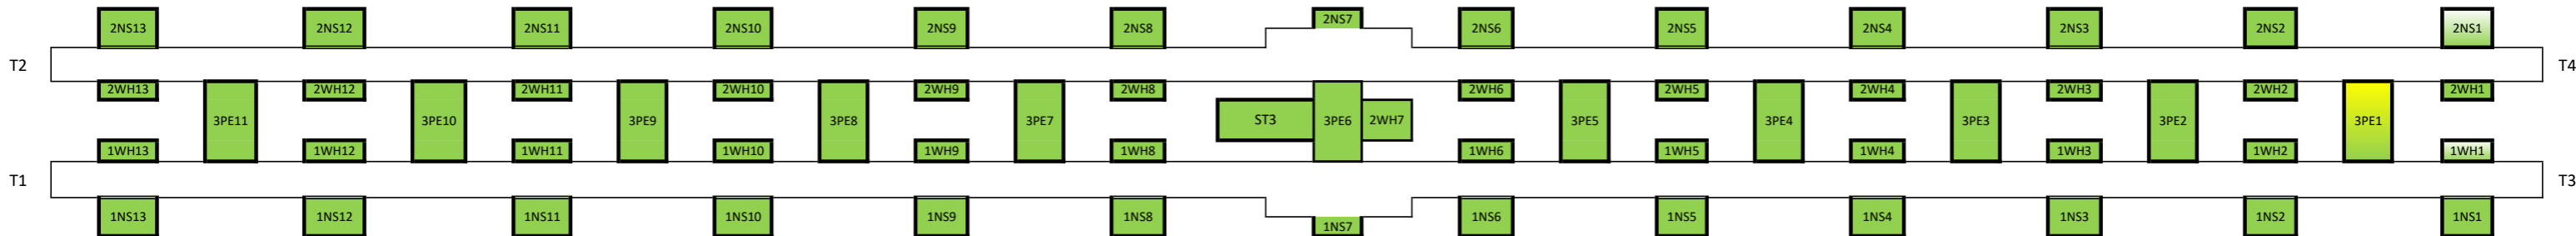 2NS13 2NS12 2NS11 2NS10 2NS9 2NS8 2NS7 2NS6 2NS5 2NS4 2NS3 2NS2 2NS1
T2 T4
2WH13 2WH12 2WH11 2WH10 2WH9 2WH8 2WH6 2WH5 2WH4 2WH3 2WH2 2WH1
3PE11 3PE10 3PE9 3PE8 3PE7 ST3 3PE6 2WH7 3PE5 3PE4 3PE3 3PE2 3PE1
1WH13 1WH12 1WH11 1WH10 1WH9 1WH8 1WH6 1WH5 1WH4 1WH3 1WH2 1WH1
T1 T3
1NS13 1NS12 1NS11 1NS10 1NS9 1NS8 1NS7 1NS6 1NS5 1NS4 1NS3 1NS2 1NS1